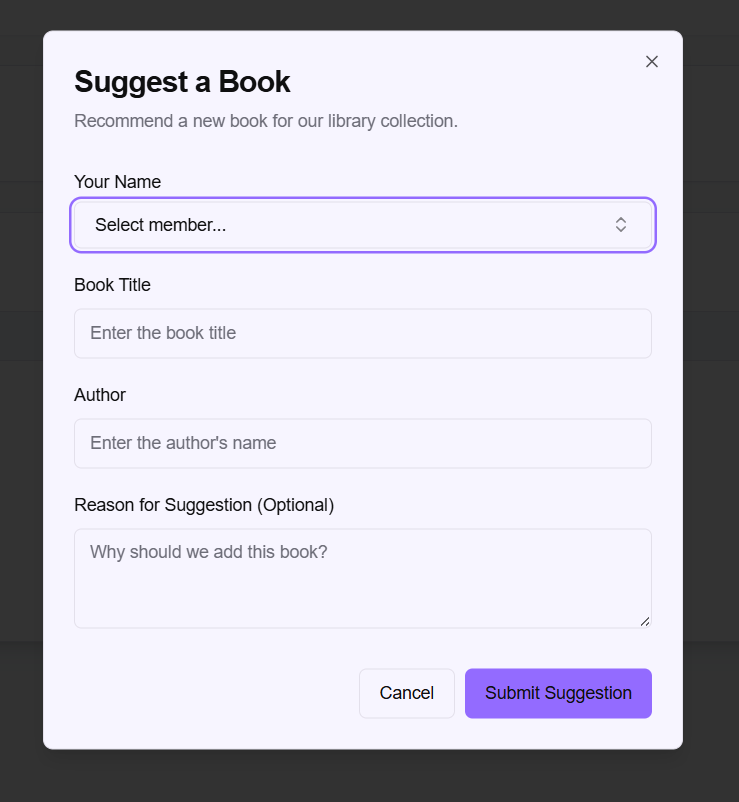 Suggest a Book
Recommend a new book for our library collection.
Your Name
Select member...
Book Title
Enter the book title
Author
Enter the author's name
Reason for Suggestion (Optional)
Why should we add this book?
Cancel
Submit Suggestion